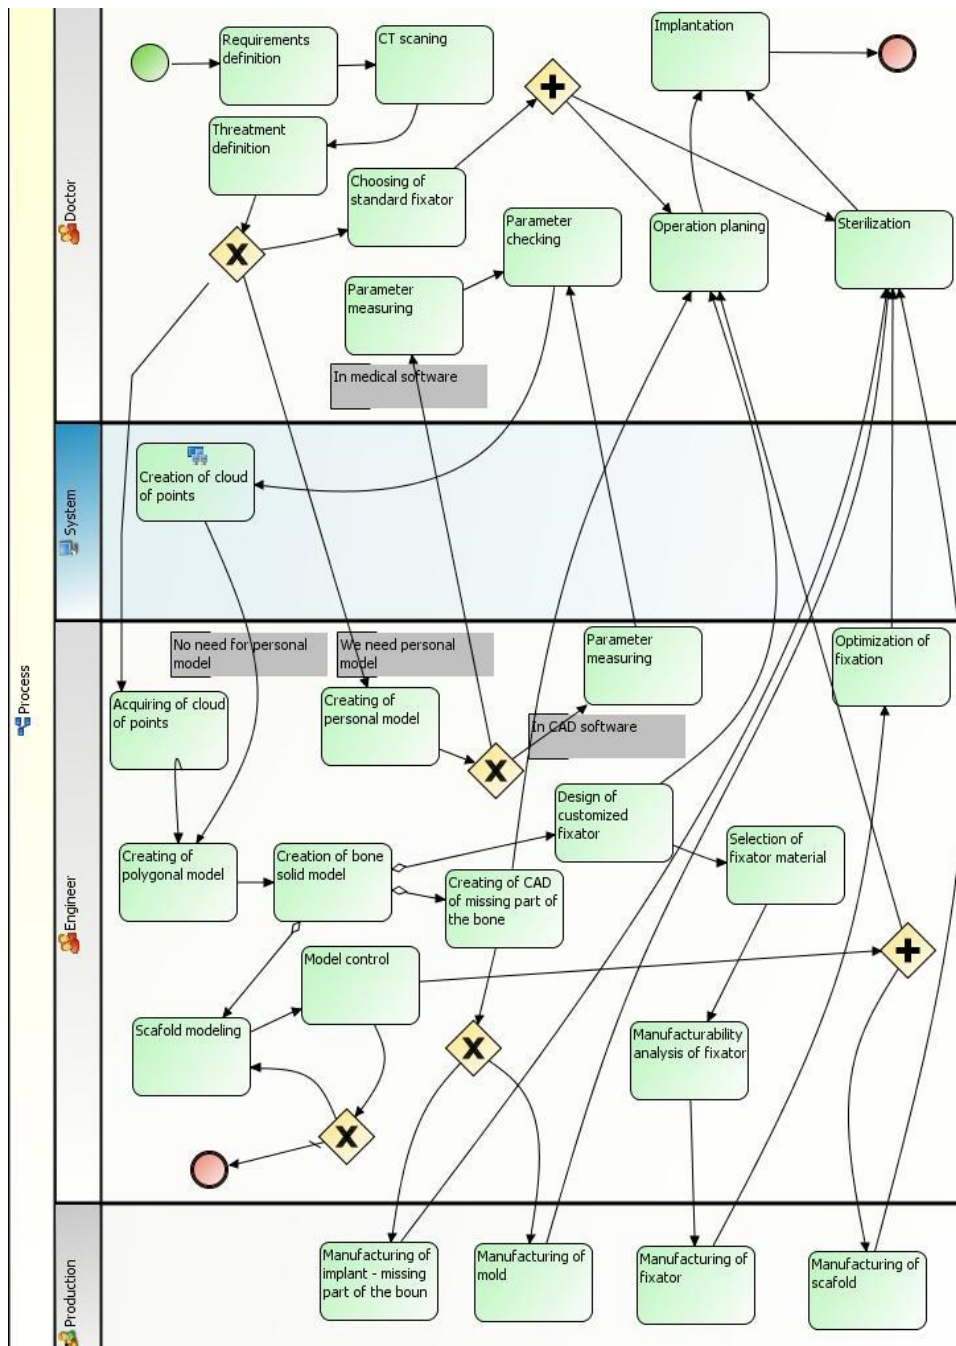 Process
Doctor
Requirements
definition
CT scaning
Implantation
Threatment
definition
Choosing of
standard fixator
Parameter
checking
Operation planing
Sterilization
Parameter
measuring
In medical software
System
Creation of cloud
of points
Engineer
No need for personal
model
We need personal
model
Parameter
measuring
Optimization of
fixation
Acquiring of cloud
of points
Creating of
personal model
In CAD software
Design of
customized
fixator
Selection of
fixator material
Creating of
polygonal model
Creation of bone
solid model
Creating of CAD
of missing part of
the bone
Model control
Scafold modeling
Manufacturability
analysis of fixator
Production
Manufacturing of
implant - missing
part of the boun
Manufacturing of
mold
Manufacturing of
fixator
Manufacturing of
scafold